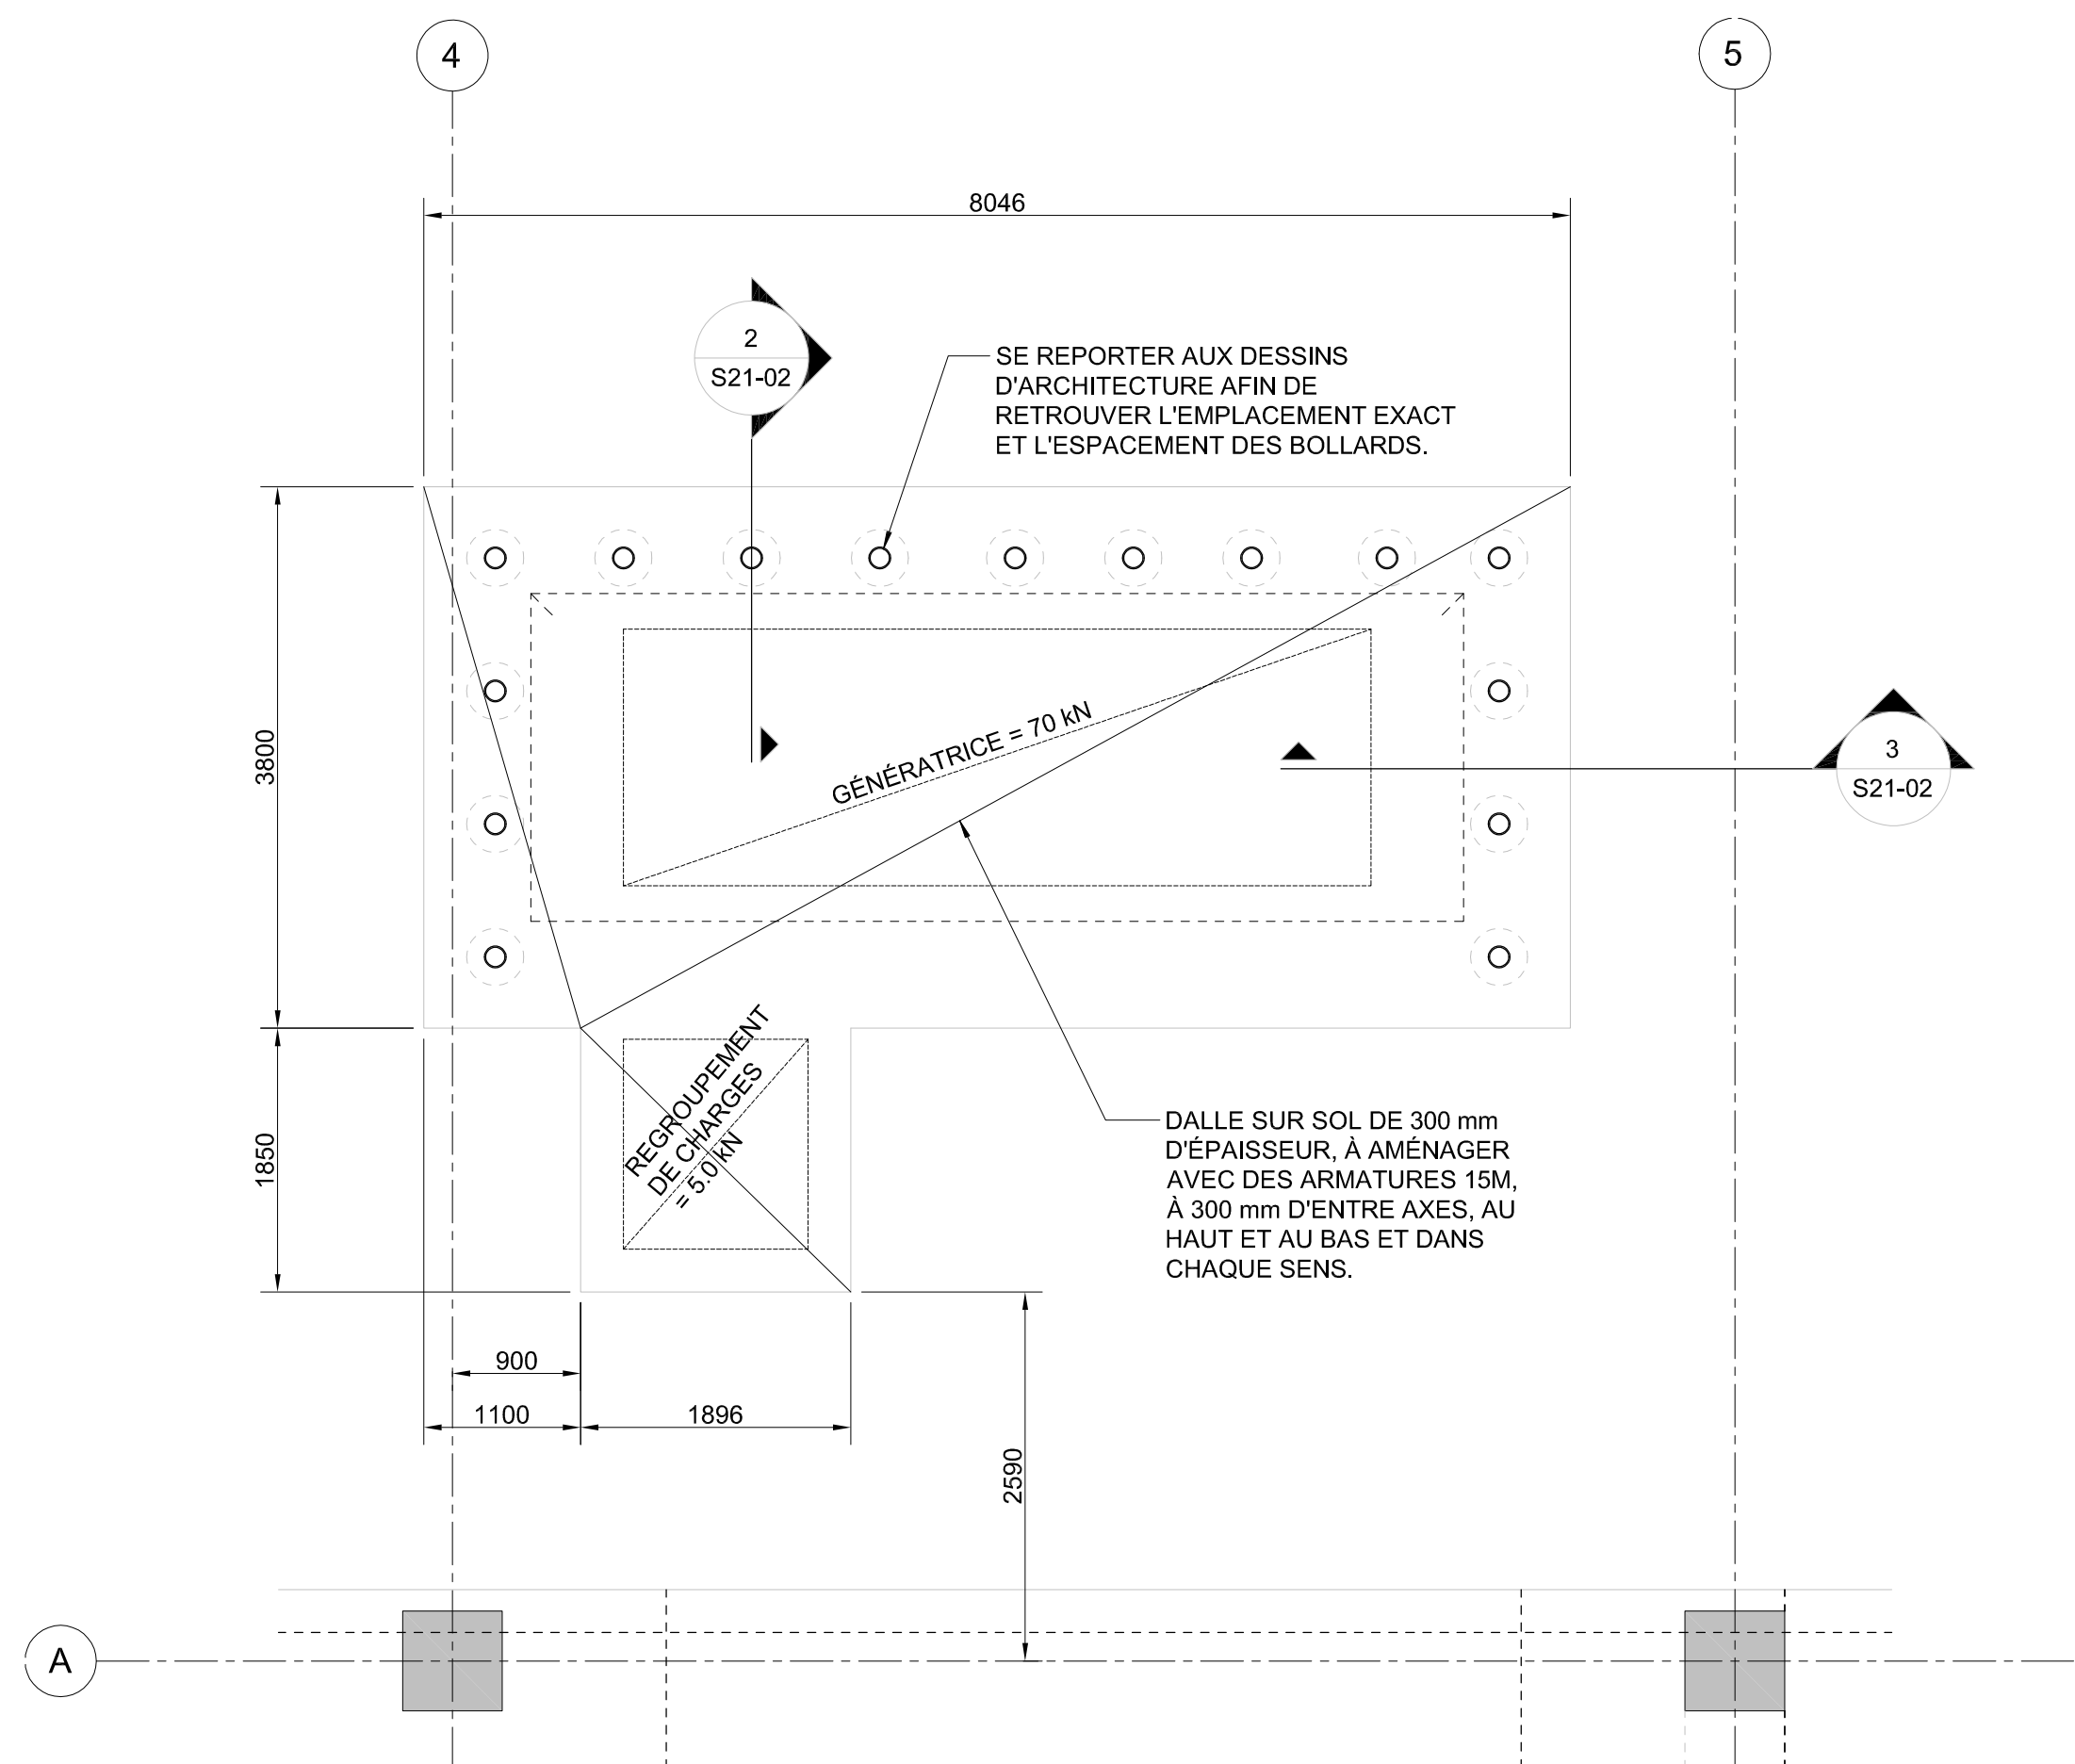 4
5
8046
2
S21-02
SE REPORTER AUX DESSINS
D'ARCHITECTURE AFIN DE
RETROUVER L'EMPLACEMENT EXACT
ET L'ESPACEMENT DES BOLLARDS.
3800
GÉNÉRATRICE = 70 kN
3
S21-02
REGROUPEMENT
DE CHARGES
= 5.0 kN
1850
DALLE SUR SOL DE 300 mm
D'ÉPAISSEUR, À AMÉNAGER
AVEC DES ARMATURES 15M,
À 300 mm D'ENTRE AXES, AU
HAUT ET AU BAS ET DANS
CHAQUE SENS.
900
1100
1896
2590
A